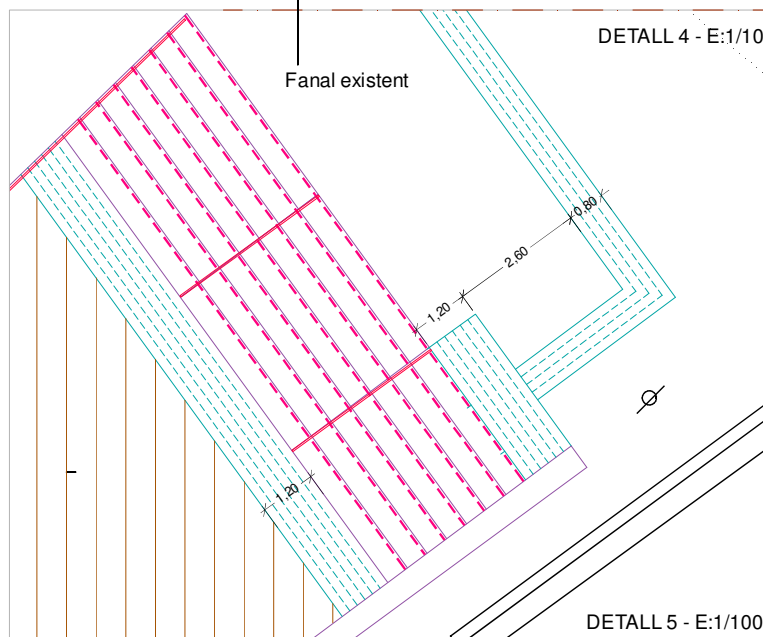 DETALL 4 - E:1/10
Fanal existent
0,80
2,60
1,20
1,20
DETALL 5 - E:1/100